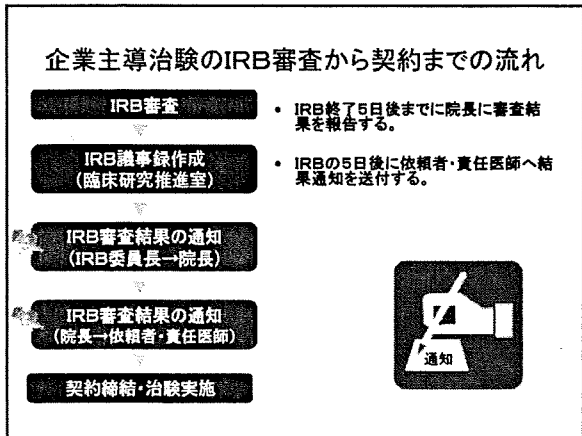 企業主導治験のIRB審査から契約までの流れ
IRB審査
IRB議事録作成
(臨床研究推進室)
IRB審査結果の通知
(IRB委員長→院長)
IRB審査結果の通知
(院長→依頼者・責任医師)
契約締結・治験実施
• IRB終了5日後までに院長に審査結
果を報告する。
• IRBの5日後に依頼者・責任医師へ結
果通知を送付する。
通知